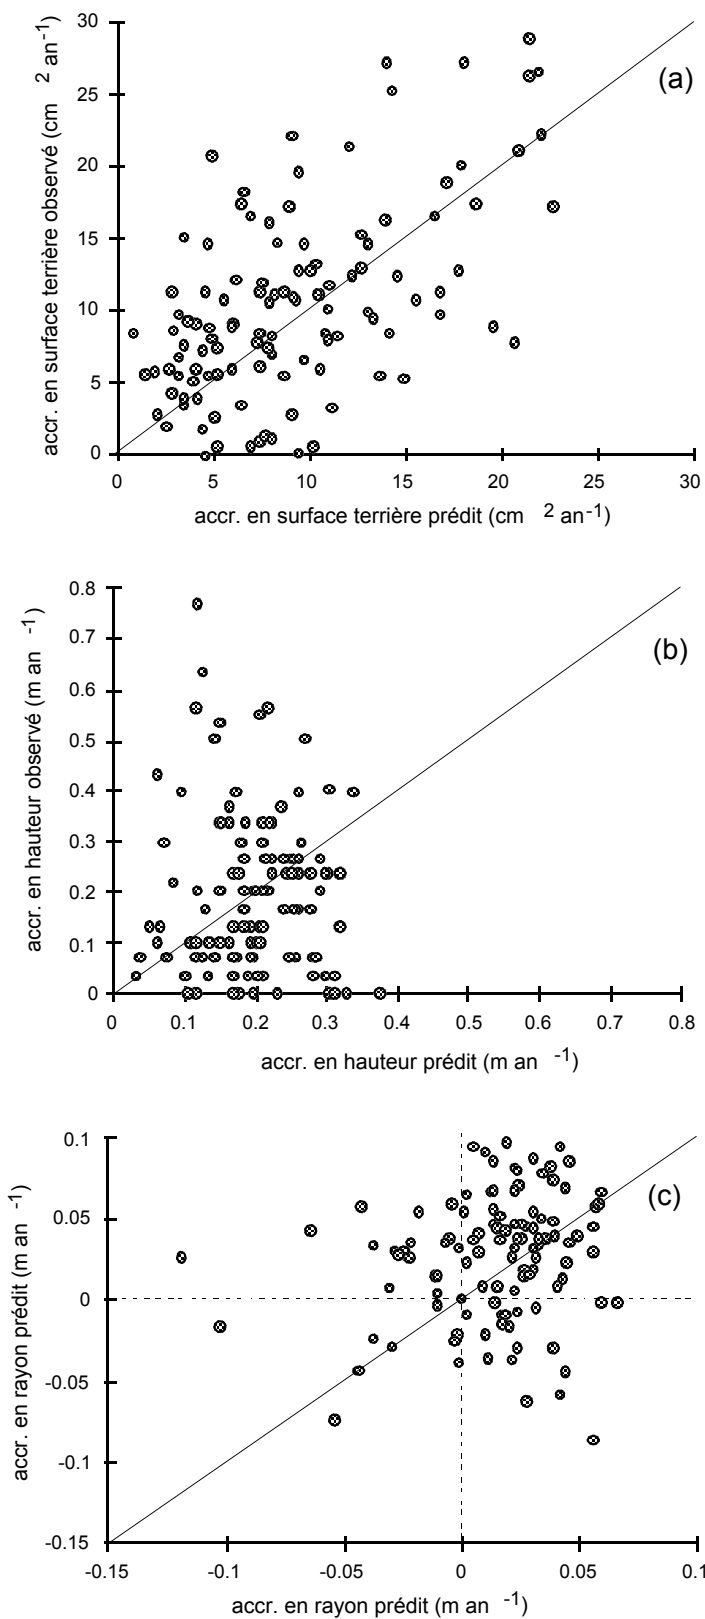 30
25
20
15
10
5
0
accr. en surface terrière observé (cm 2 an-1)
(a)
0 5 10 15 20 25 30
accr. en surface terrière prédit (cm 2 an-1)
0.8
0.7
0.6
0.5
0.4
0.3
0.2
0.1
0
accr. en hauteur observé (m an -1)
(b)
0 0.1 0.2 0.3 0.4 0.5 0.6 0.7 0.8
accr. en hauteur prédit (m an -1)
0.1
0.05
0
-0.05
-0.1
-0.15
accr. en rayon prédit (m an -1)
(c)
-0.15 -0.1 -0.05 0 0.05 0.1
accr. en rayon prédit (m an -1)